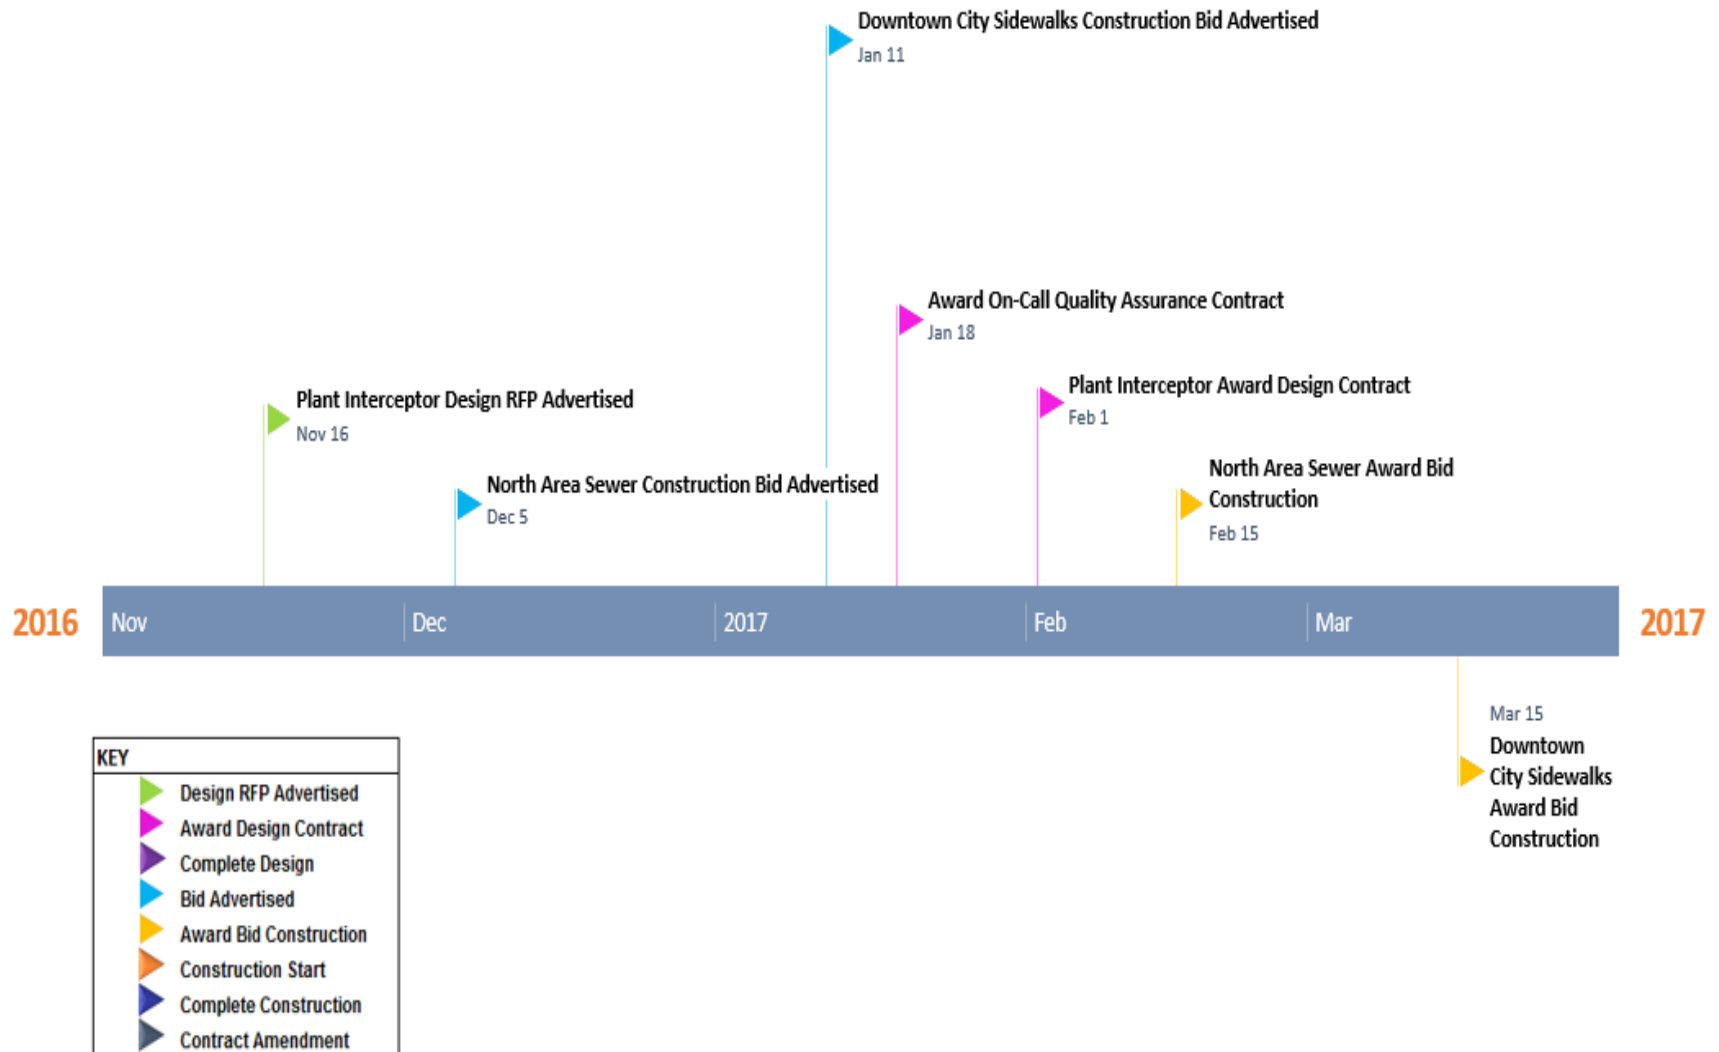 Downtown City Sidewalks Construction Bid Advertised
Jan 11
Award On-Call Quality Assurance Contract
Jan 18
Plant Interceptor Award Design Contract
Feb 1
Plant Interceptor Design RFP Advertised
Nov 16
North Area Sewer Construction Bid Advertised
Dec 5
North Area Sewer Award Bid
Construction
Feb 15
2016
Nov
Dec
2017
Feb
Mar
2017
Mar 15
Downtown
City Sidewalks
Award Bid
Construction
KEY
Design RFP Advertised
Award Design Contract
Complete Design
Bid Advertised
Award Bid Construction
Construction Start
Complete Construction
Contract Amendment